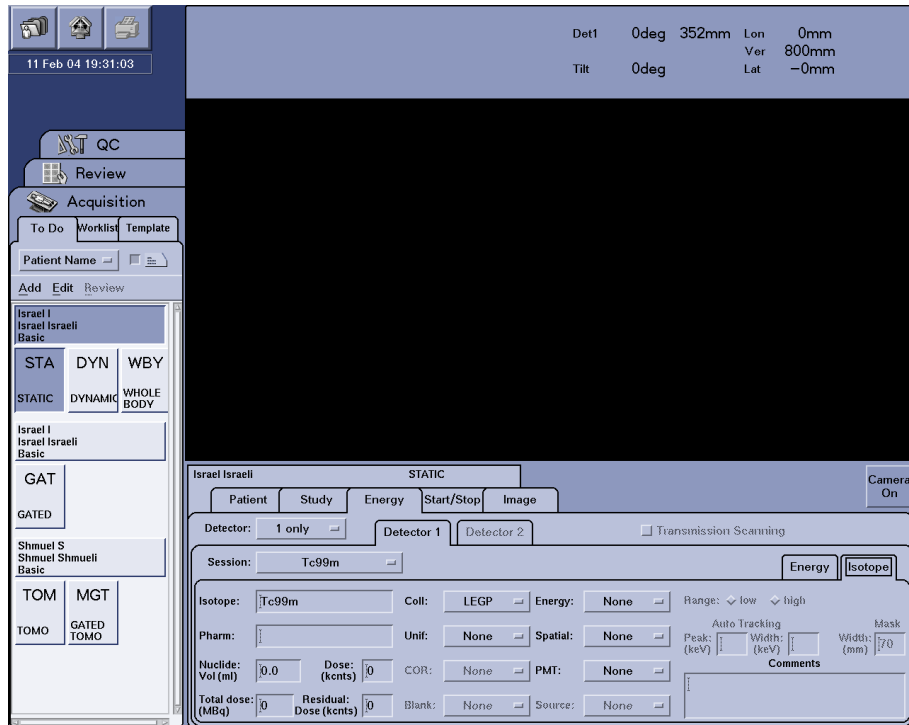 Det1 0deg 352mm Lon 0mm
Ver 800mm
Tilt 0deg Lat -0mm
11 Feb 04 19:31:03
QC
Review
Acquisition
To Do Worklist Template
Patient Name
Add Edit Review
Israel I
Israel Israeli
Basic
STA DYN WBY
STATIC DYNAMIC WHOLE BODY
Israel I
Israel Israeli
Basic
GAT
GATED
Shmuel S
Shmuel Shmueli
Basic
TOM MGT
TOMO GATED TOMO
Israel Israeli STATIC
Camera On
Patient Study Energy Start/Stop Image
Detector: 1 only Detector 1 Detector 2 Transmission Scanning
Session: Tc99m Energy Isotope
Isotope: Tc99m Coll: LEGP Energy: None Range: low high
Auto Tracking Mask
Pharm: Unif: None Spatial: None Peak: (keV) Width: (keV) Width: (mm) 70
Nuclide: Vol (ml) 0.0 Dose: (kcnts) 0 COR: None PMT: None Comments
Total dose: (MBq) 0 Residual: Dose (kcnts) 0 Blank: None Source: None